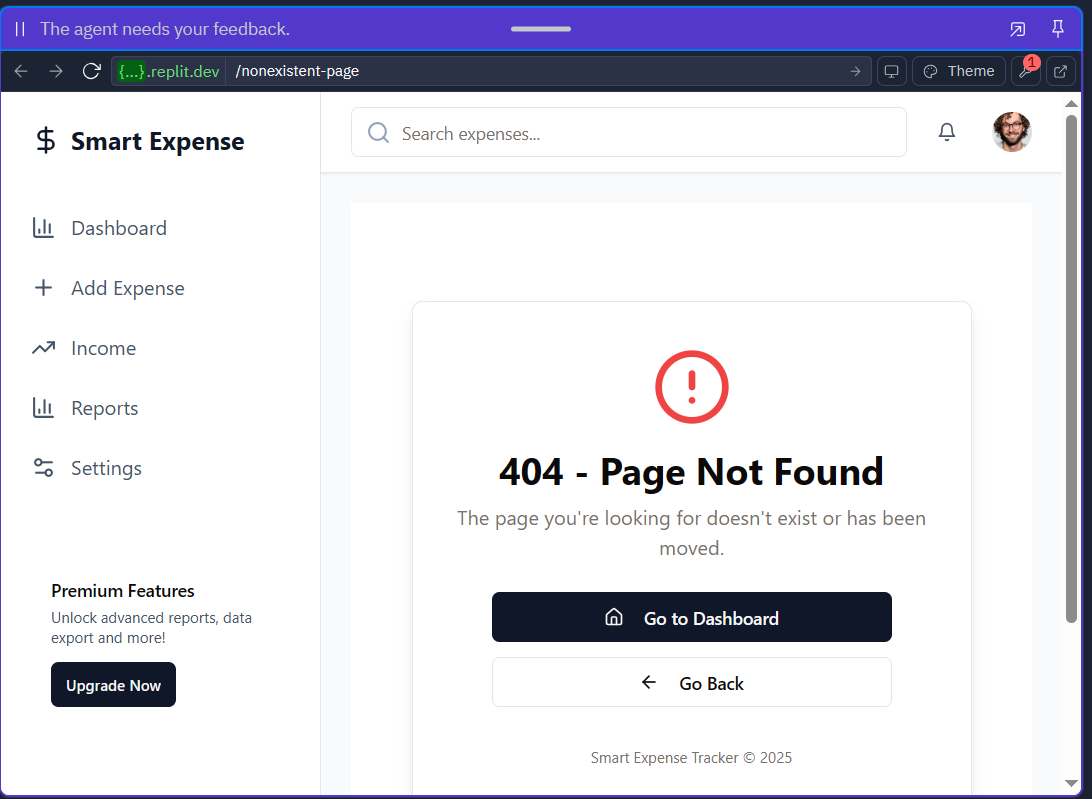 The agent needs your feedback.
{...}.replit.dev /nonexistent-page
Theme
1
$ Smart Expense
Search expenses...
Dashboard
Add Expense
Income
Reports
Settings
Premium Features
Unlock advanced reports, data
export and more!
Upgrade Now
404 - Page Not Found
The page you're looking for doesn't exist or has been
moved.
Go to Dashboard
Go Back
Smart Expense Tracker © 2025